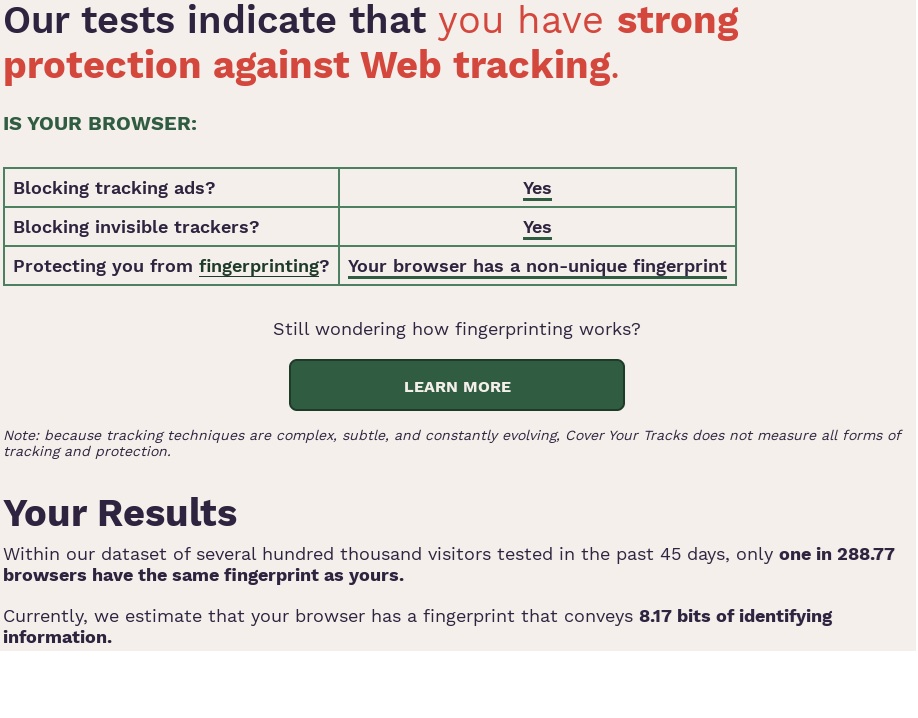 Our tests indicate that you have strong
protection against Web tracking.
IS YOUR BROWSER:
Blocking tracking ads? Yes
Blocking invisible trackers? Yes
Protecting you from fingerprinting? Your browser has a non-unique fingerprint
Still wondering how fingerprinting works?
LEARN MORE
Note: because tracking techniques are complex, subtle, and constantly evolving, Cover Your Tracks does not measure all forms of
tracking and protection.
Your Results
Within our dataset of several hundred thousand visitors tested in the past 45 days, only one in 288.77
browsers have the same fingerprint as yours.
Currently, we estimate that your browser has a fingerprint that conveys 8.17 bits of identifying
information.